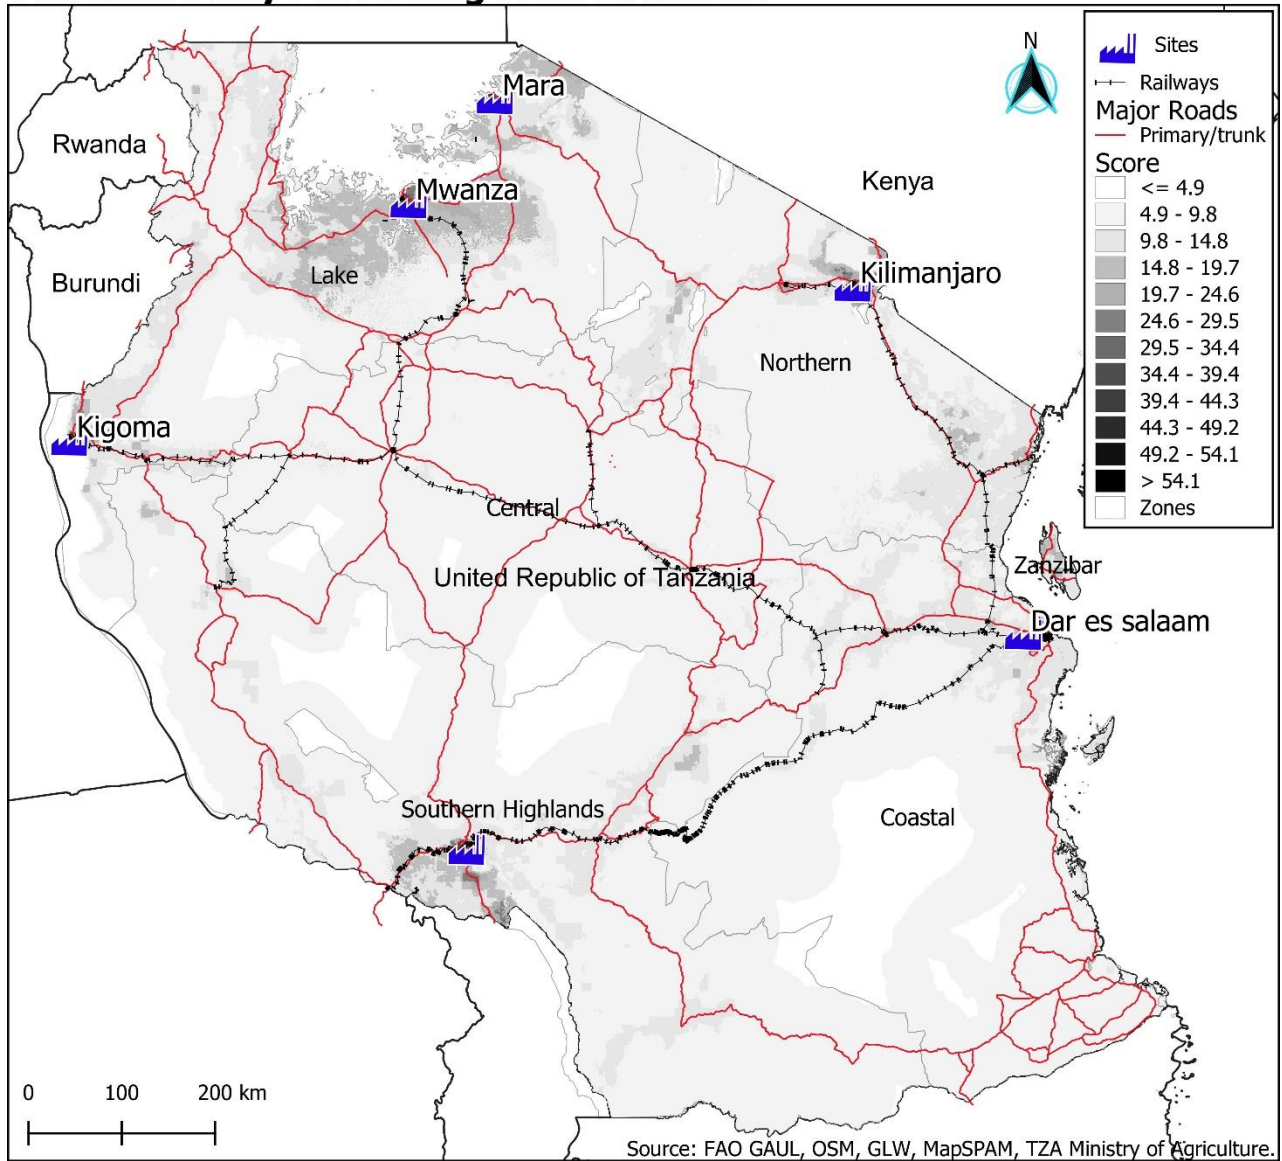 N
Sites
Railways
Major Roads
Primary/trunk
Score
<= 4.9
4.9 - 9.8
9.8 - 14.8
14.8 - 19.7
19.7 - 24.6
24.6 - 29.5
29.5 - 34.4
34.4 - 39.4
39.4 - 44.3
44.3 - 49.2
49.2 - 54.1
> 54.1
Zones
Mara
Rwanda
Kenya
Mwanza
Burundi
Lake
Kilimanjaro
Northern
Kigoma
Central
Zanzibar
United Republic of Tanzania
Dar es salaam
Southern Highlands
Coastal
0 100 200 km
Source: FAO GAUL, OSM, GLW, MapSPAM, TZA Ministry of Agriculture.